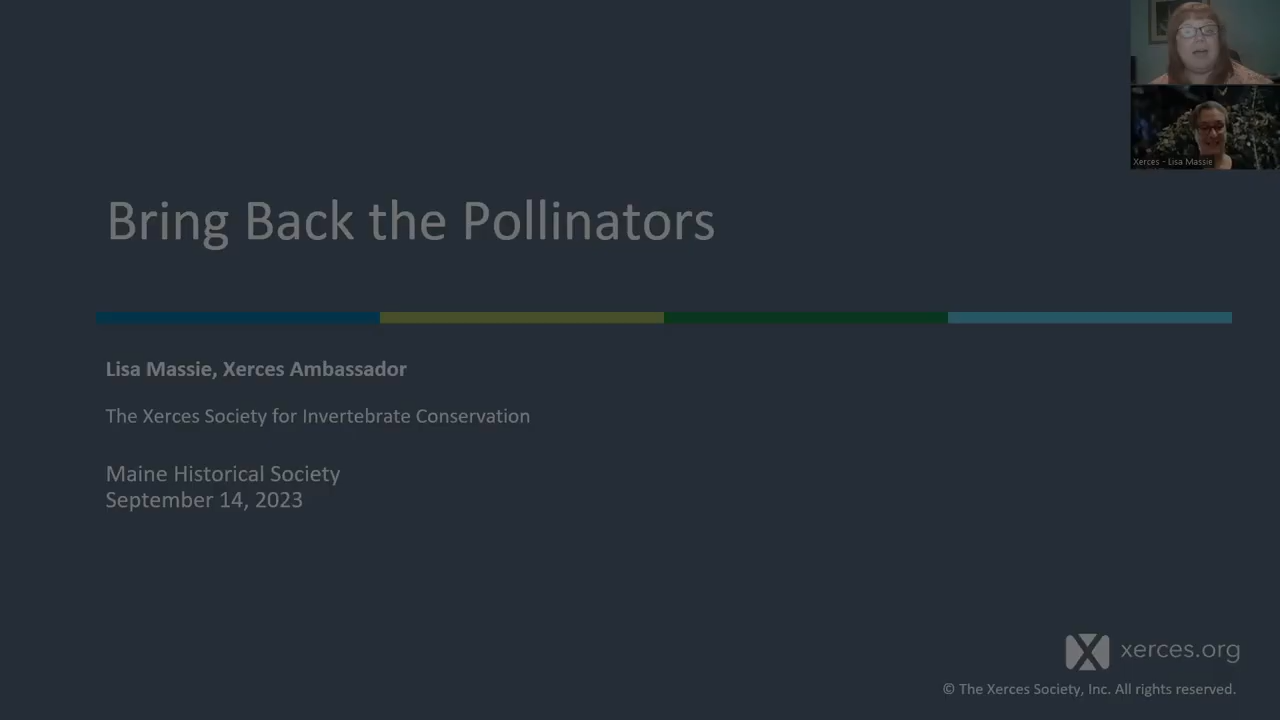 Xerces - Lisa Massie
Bring Back the Pollinators
Lisa Massie, Xerces Ambassador
The Xerces Society for Invertebrate Conservation
Maine Historical Society
September 14, 2023
xerces.org
© The Xerces Society, Inc. All rights reserved.